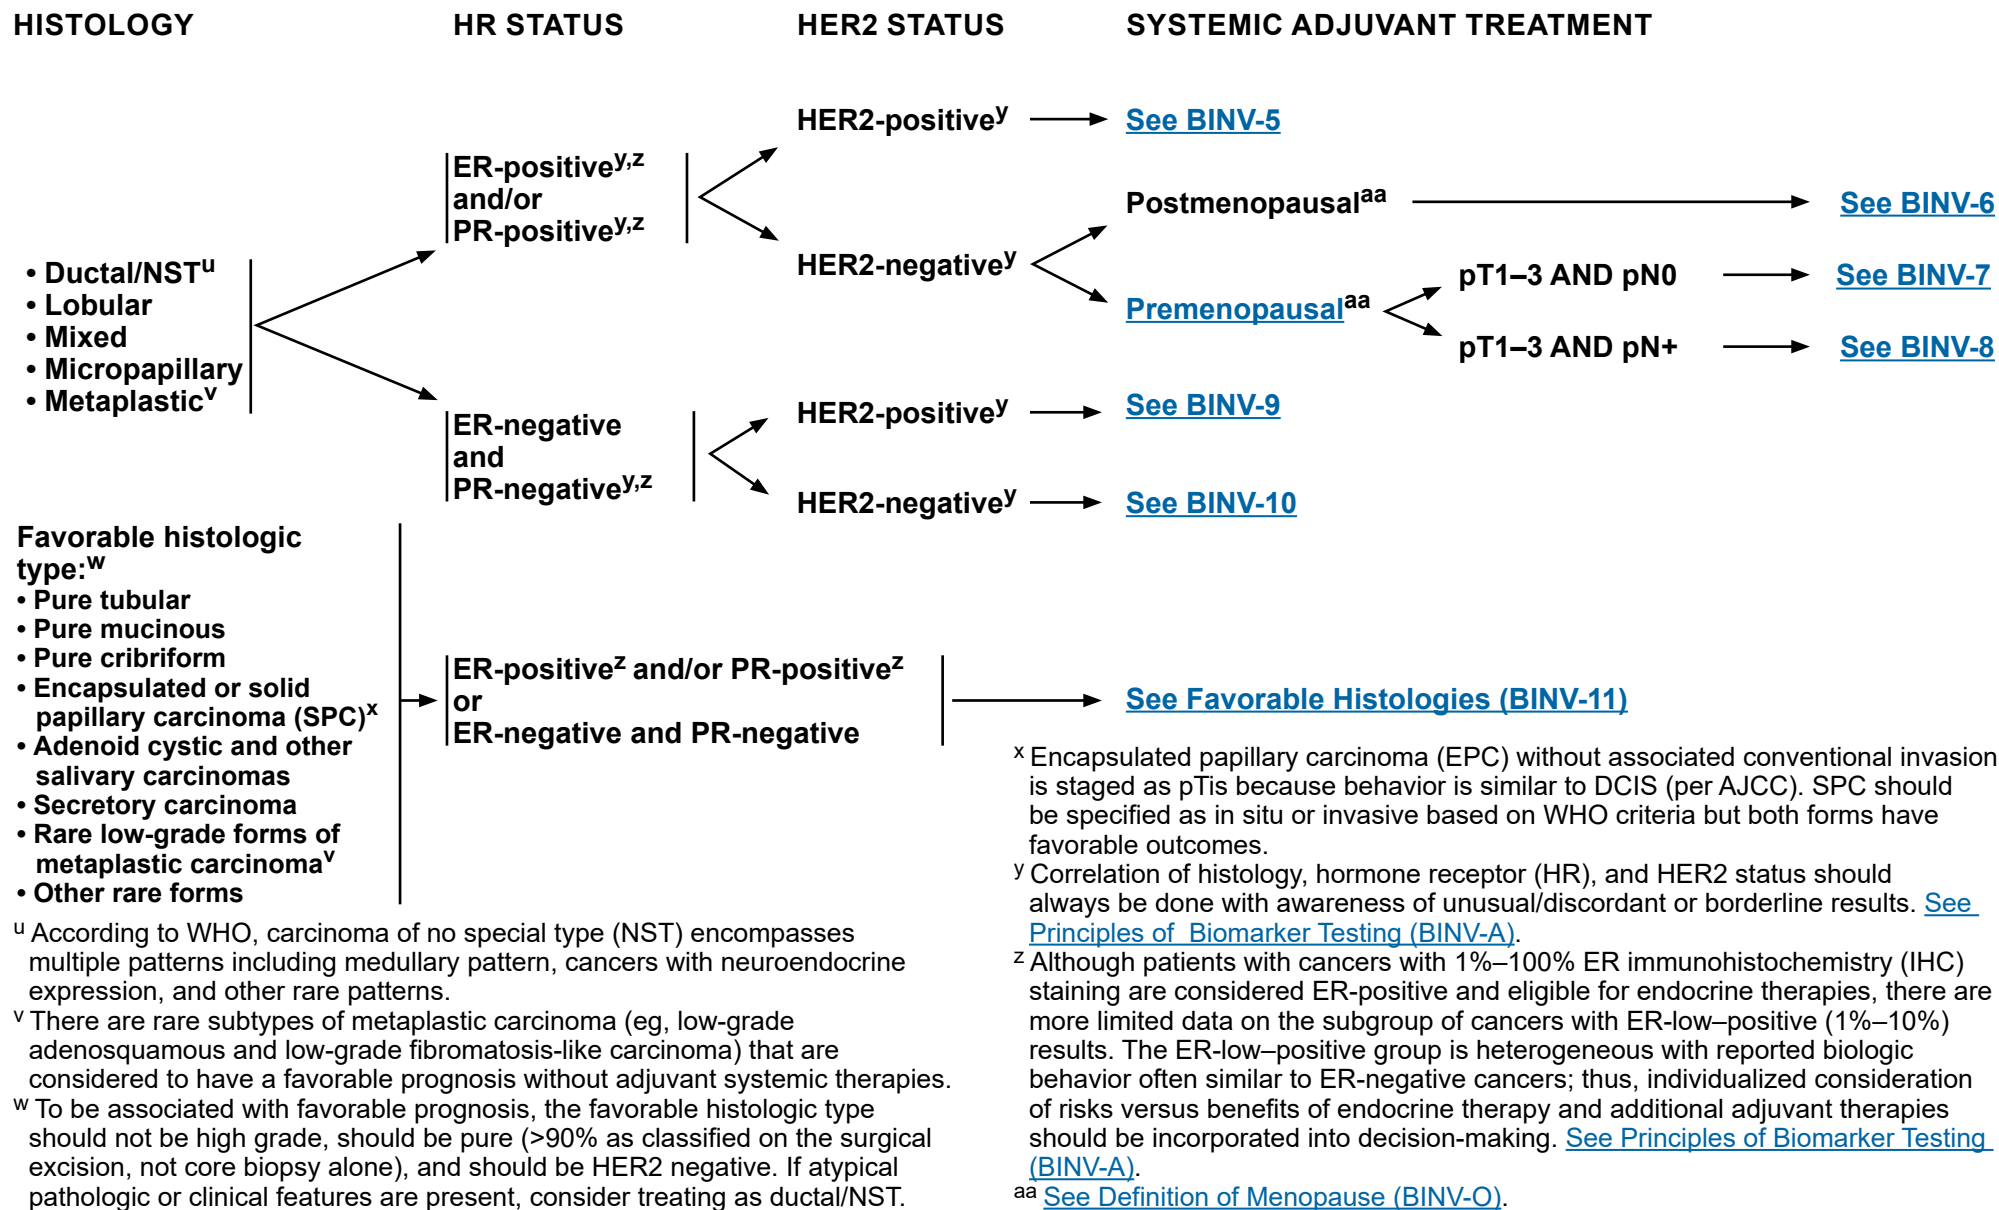 HISTOLOGY
HR STATUS
HER2 STATUS
SYSTEMIC ADJUVANT TREATMENT
• Ductal/NSTu
• Lobular
• Mixed
• Micropapillary
• Metaplasticv
ER-positivey,z
and/or
PR-positivey,z
HER2-positivey
See BINV-5
HER2-negativey
Postmenopausalaa
See BINV-6
Premenopausalaa
pT1–3 AND pN0
See BINV-7
pT1–3 AND pN+
See BINV-8
ER-negative
and
PR-negativey,z
HER2-positivey
See BINV-9
HER2-negativey
See BINV-10
Favorable histologic
type:w
• Pure tubular
• Pure mucinous
• Pure cribriform
• Encapsulated or solid
papillary carcinoma (SPC)x
• Adenoid cystic and other
salivary carcinomas
• Secretory carcinoma
• Rare low-grade forms of
metaplastic carcinomav
• Other rare forms
ER-positivez and/or PR-positivez
or
ER-negative and PR-negative
See Favorable Histologies (BINV-11)
u According to WHO, carcinoma of no special type (NST) encompasses
multiple patterns including medullary pattern, cancers with neuroendocrine
expression, and other rare patterns.
v There are rare subtypes of metaplastic carcinoma (eg, low-grade
adenosquamous and low-grade fibromatosis-like carcinoma) that are
considered to have a favorable prognosis without adjuvant systemic therapies.
w To be associated with favorable prognosis, the favorable histologic type
should not be high grade, should be pure (>90% as classified on the surgical
excision, not core biopsy alone), and should be HER2 negative. If atypical
pathologic or clinical features are present, consider treating as ductal/NST.
x Encapsulated papillary carcinoma (EPC) without associated conventional invasion
is staged as pTis because behavior is similar to DCIS (per AJCC). SPC should
be specified as in situ or invasive based on WHO criteria but both forms have
favorable outcomes.
y Correlation of histology, hormone receptor (HR), and HER2 status should
always be done with awareness of unusual/discordant or borderline results. See
Principles of Biomarker Testing (BINV-A).
z Although patients with cancers with 1%–100% ER immunohistochemistry (IHC)
staining are considered ER-positive and eligible for endocrine therapies, there are
more limited data on the subgroup of cancers with ER-low–positive (1%–10%)
results. The ER-low–positive group is heterogeneous with reported biologic
behavior often similar to ER-negative cancers; thus, individualized consideration
of risks versus benefits of endocrine therapy and additional adjuvant therapies
should be incorporated into decision-making. See Principles of Biomarker Testing
(BINV-A).
aa See Definition of Menopause (BINV-O).